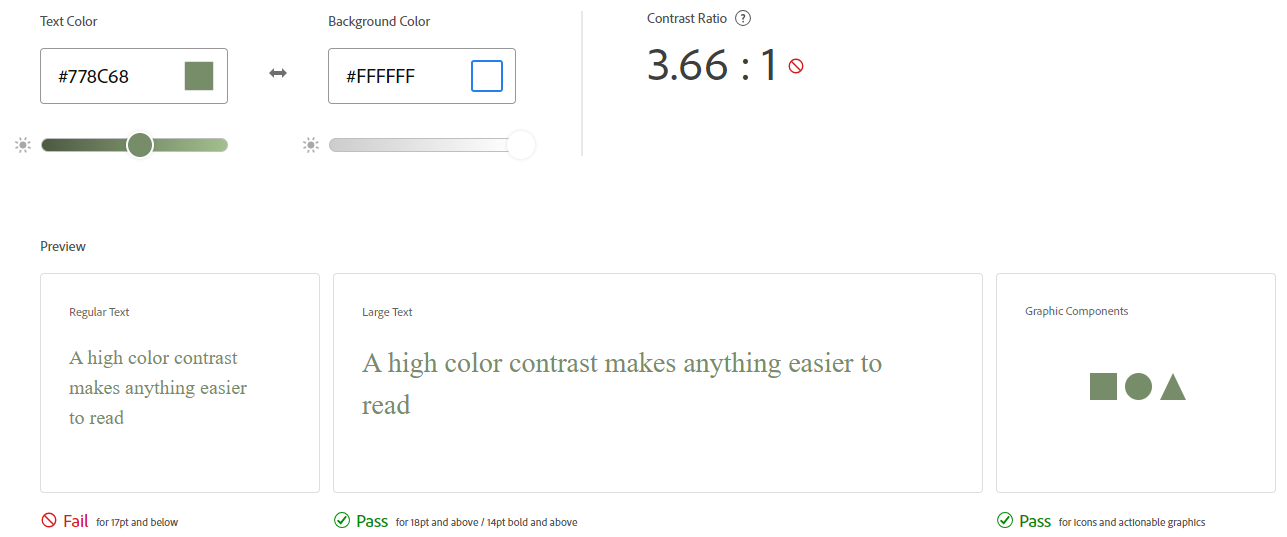 Text Color
Background Color
Contrast Ratio ?
#778C68
#FFFFFF
3.66 : 1
Preview
Regular Text
A high color contrast
makes anything easier
to read
Large Text
A high color contrast makes anything easier to
read
Graphic Components
Fail for 17pt and below
Pass for 18pt and above / 14pt bold and above
Pass for icons and actionable graphics